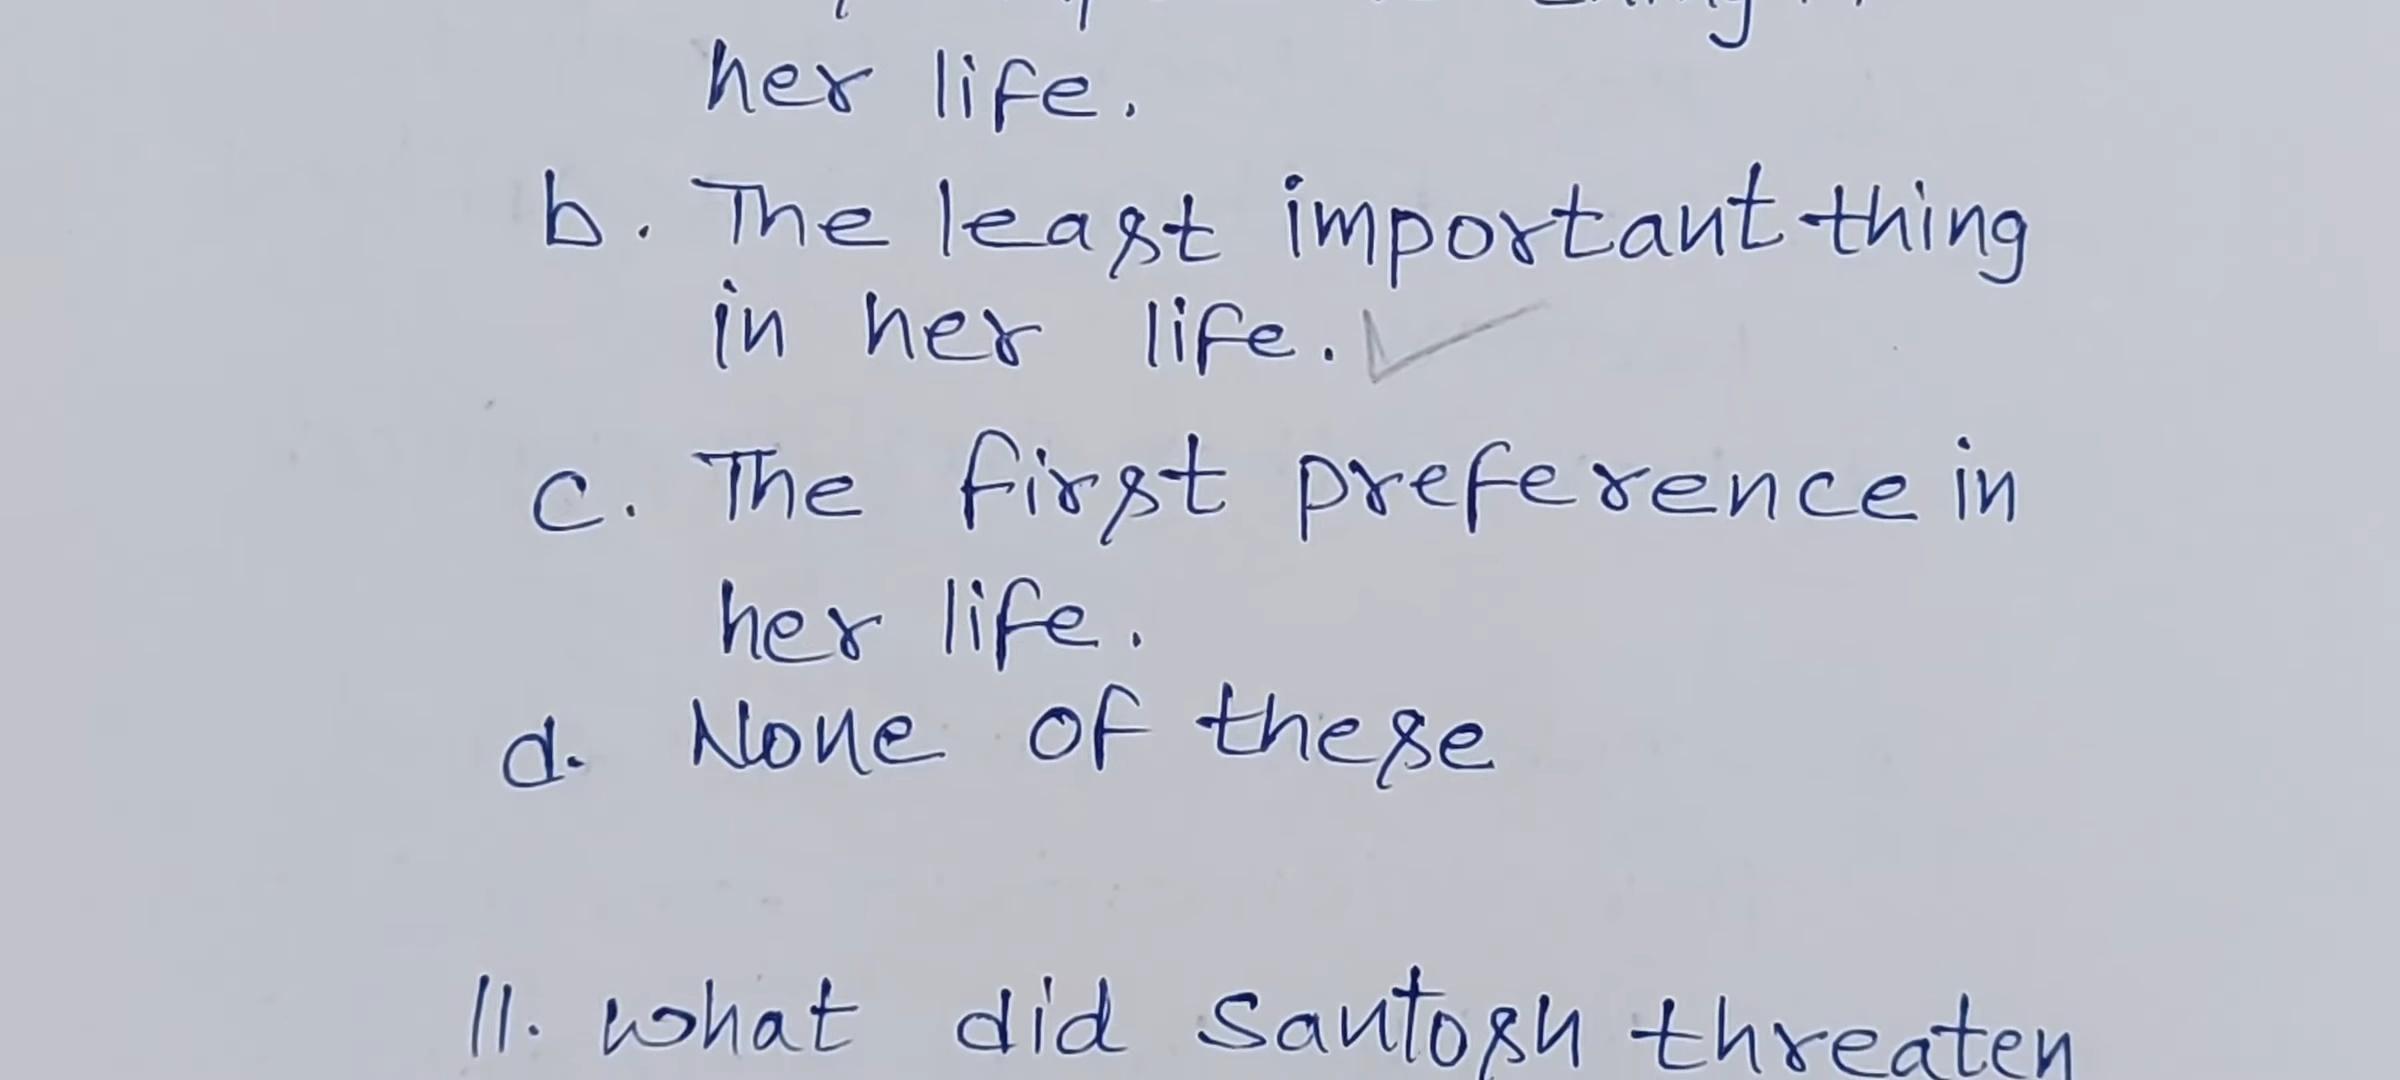 her life.
b. The least important thing
in her life.
c. The first preference in
her life.
d. None of these
11. what did santosh threaten